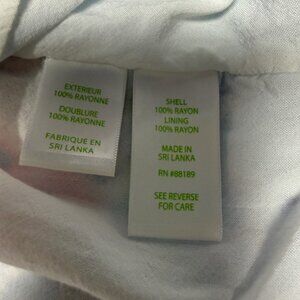 EXTERIEUR
100% RAYONNE
DOUBLURE
100% RAYONNE
FABRIQUE EN
SRI LANKA
SHELL
100% RAYON
LINING
100% RAYON
MADE IN
SRI LANKA
RN #88189
SEE REVERSE
FOR CARE